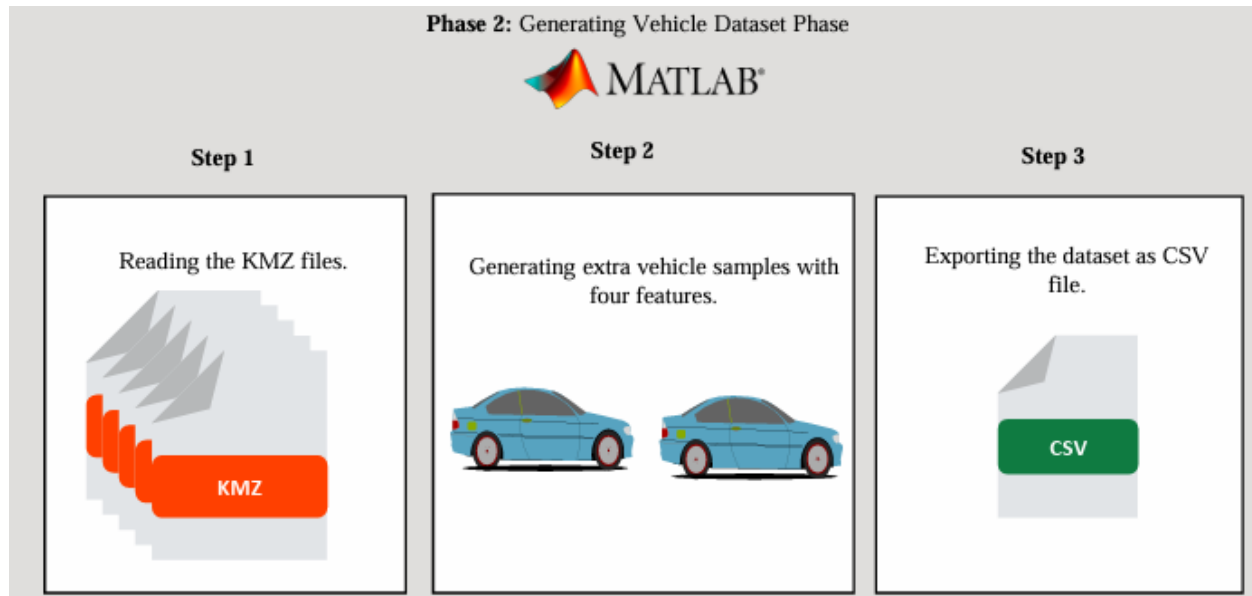 Phase 2: Generating Vehicle Dataset Phase
MATLAB®
Step 1
Step 2
Step 3
Reading the KMZ files.
KMZ
Generating extra vehicle samples with
four features.
Exporting the dataset as CSV
file.
CSV